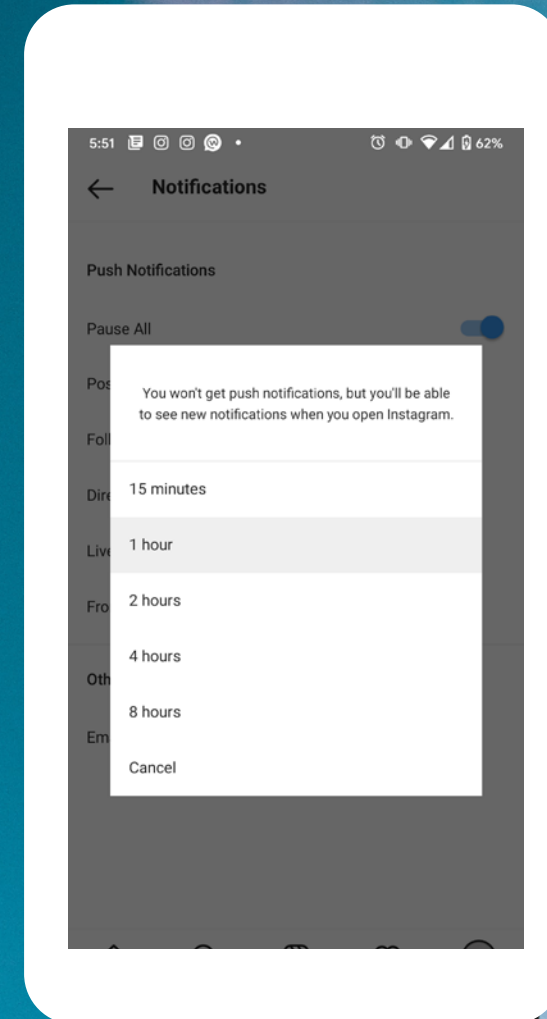 5:51
62%
Notifications
Push Notifications
Pause All
You won't get push notifications, but you'll be able
to see new notifications when you open Instagram.
15 minutes
1 hour
2 hours
4 hours
8 hours
Cancel